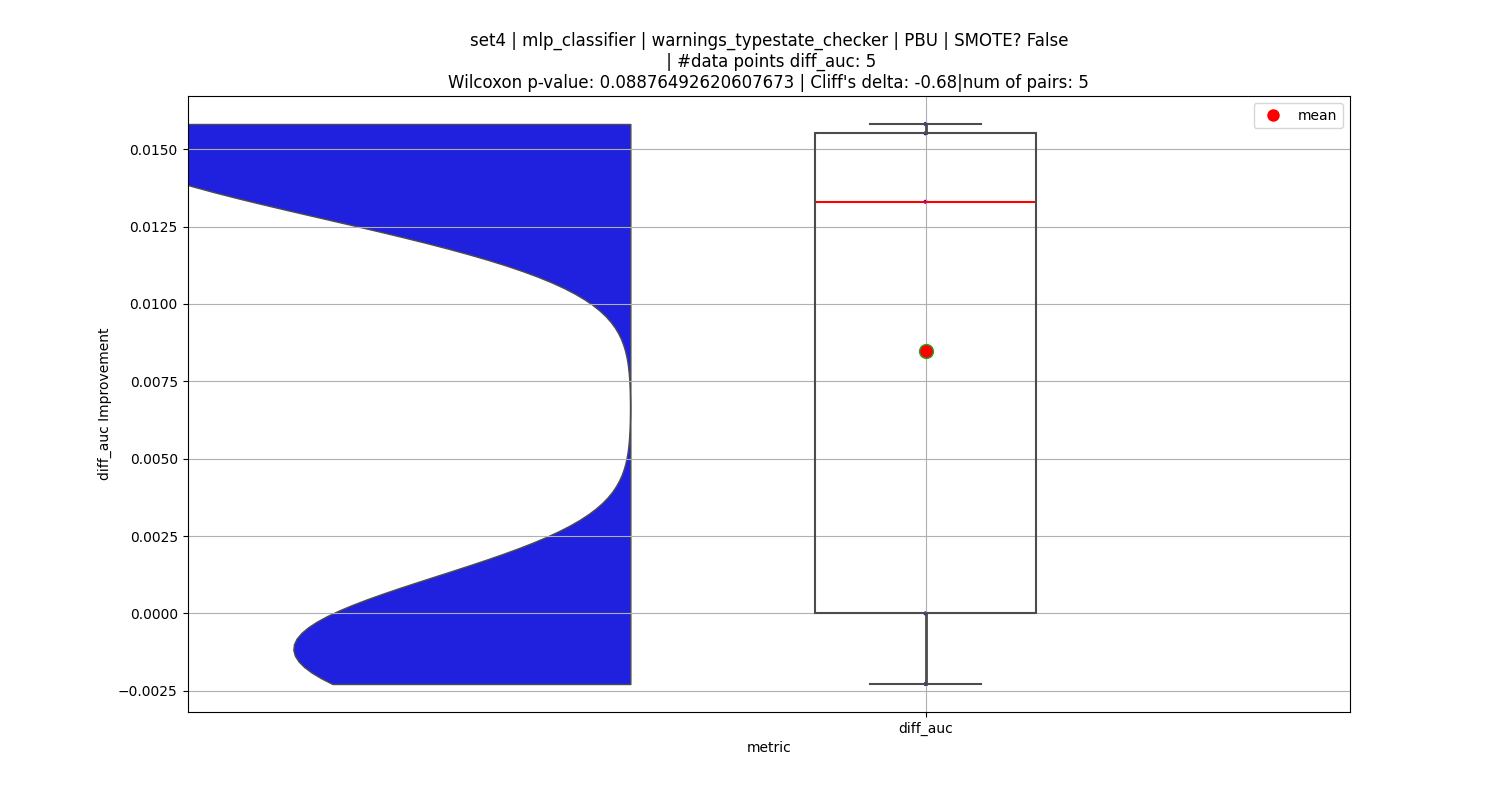 set4 | mlp_classifier | warnings_typestate_checker | PBU | SMOTE? False
| #data points diff_auc: 5
Wilcoxon p-value: 0.08876492620607673 | Cliff's delta: -0.68|num of pairs: 5
mean
0.0150
0.0125
0.0100
0.0075
0.0050
0.0025
0.0000
−0.0025
diff_auc Improvement
diff_auc
metric